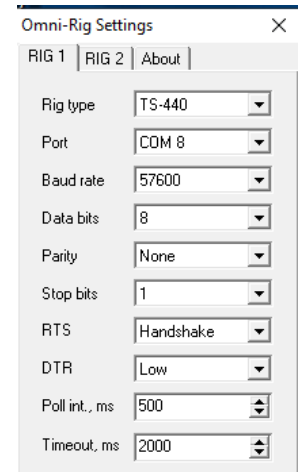 Omni-Rig Settings
RIG 1 RIG 2 About
Rig type TS-440
Port COM 8
Baud rate 57600
Data bits 8
Parity None
Stop bits 1
RTS Handshake
DTR Low
Poll int., ms 500
Timeout, ms 2000